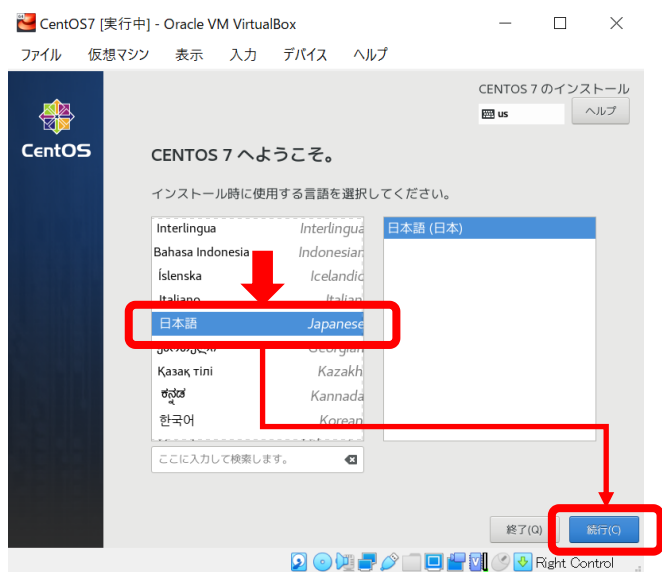 CentOS7 [実行中] - Oracle VM VirtualBox
ファイル 仮想マシン 表示 入力 デバイス ヘルプ
CENTOS 7 のインストール
us ヘルプ
CentOS
CENTOS 7 へようこそ。
インストール時に使用する言語を選択してください。
Interlingua Interlingua
Bahasa Indonesia Indonesian
Íslenska Icelandic
Italiano Italian
日本語 Japanese
Georgian
Қазақ тілі Kazakh
ಕನ್ನಡ Kannada
한국어 Korean
日本語 (日本)
ここに入力して検索します。
終了(Q) 続行(C)
Right Control